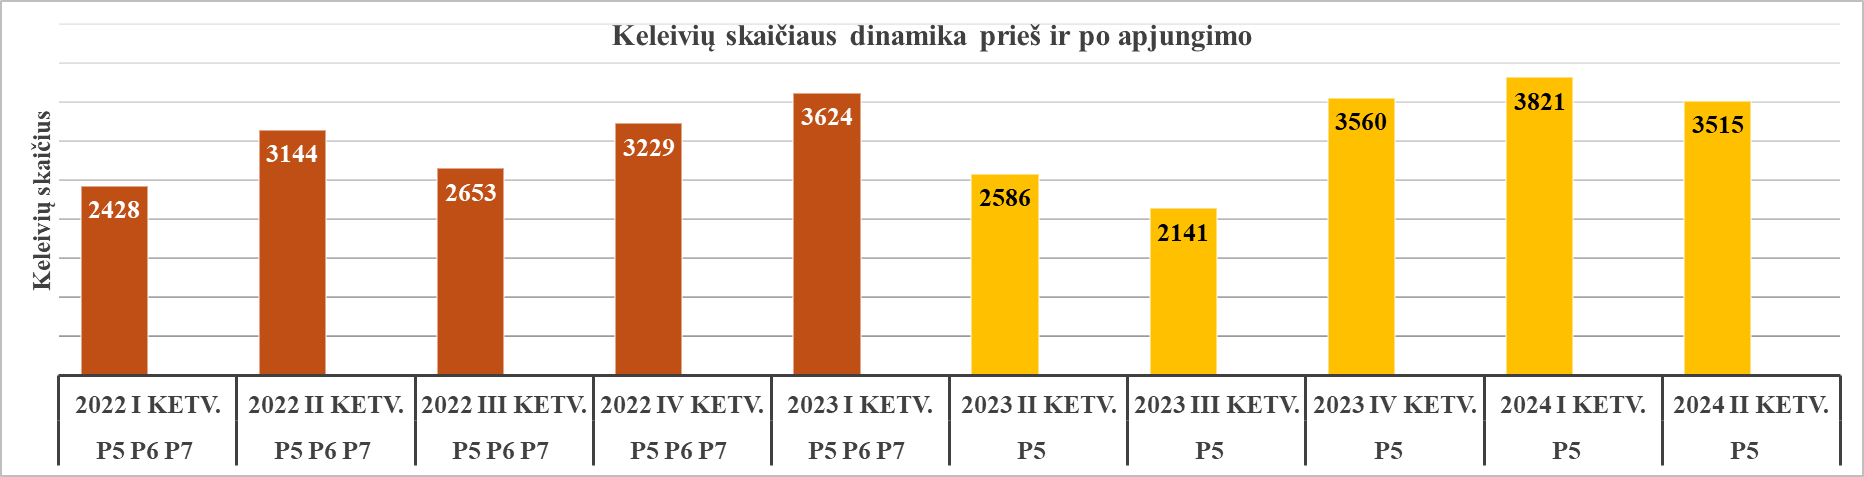 Keleivių skaičiaus dinamika prieš ir po apjungimo
Keleivių skaičius
2428
3144
2653
3229
3624
2586
2141
3560
3821
3515
2022 I KETV. 2022 II KETV. 2022 III KETV. 2022 IV KETV. 2023 I KETV. 2023 II KETV. 2023 III KETV. 2023 IV KETV. 2024 I KETV. 2024 II KETV.
P5 P6 P7 P5 P6 P7 P5 P6 P7 P5 P6 P7 P5 P6 P7 P5 P5 P5 P5 P5